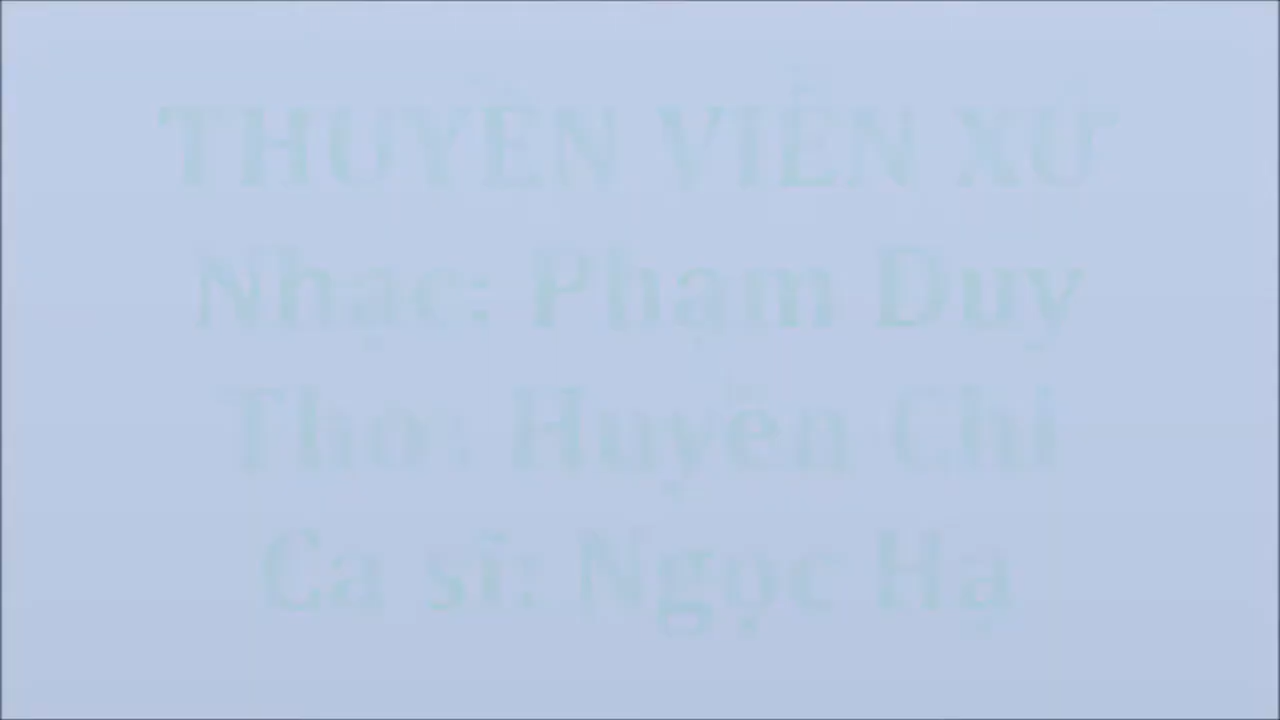 THUYỀN VIỄN XỨ
Nhạc: Phạm Duy
Thơ: Huyền Chi
Ca sĩ: Ngọc Hạ